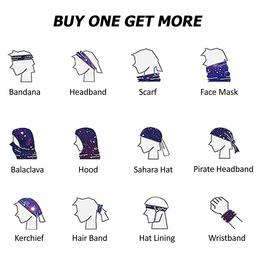 BUY ONE GET MORE
Bandana Headband Scarf Face Mask
Balaclava Hood Sahara Hat Pirate Headband
Kerchief Hair Band Hat Lining Wristband